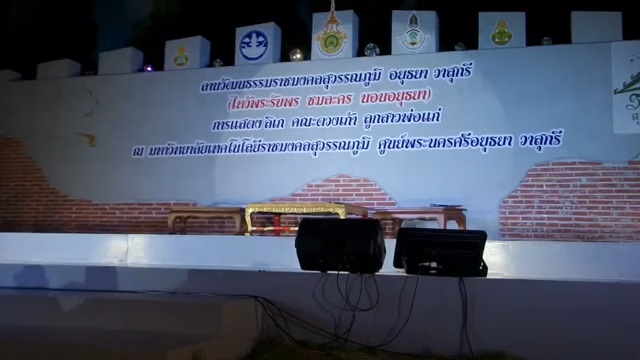 ลานวัฒนธรรมราชมงคลสุวรรณภูมิ อยุธยา วาสุกรี
(ไหว้พระรับพร ชมละคร นอนอยุธยา)
การแสดงลิเก คณะดวงแก้ว ลูกสาวพ่อแก่
ณ มหาวิทยาลัยเทคโนโลยีราชมงคลสุวรรณภูมิ ศูนย์พระนครศรีอยุธยา วาสุกรี